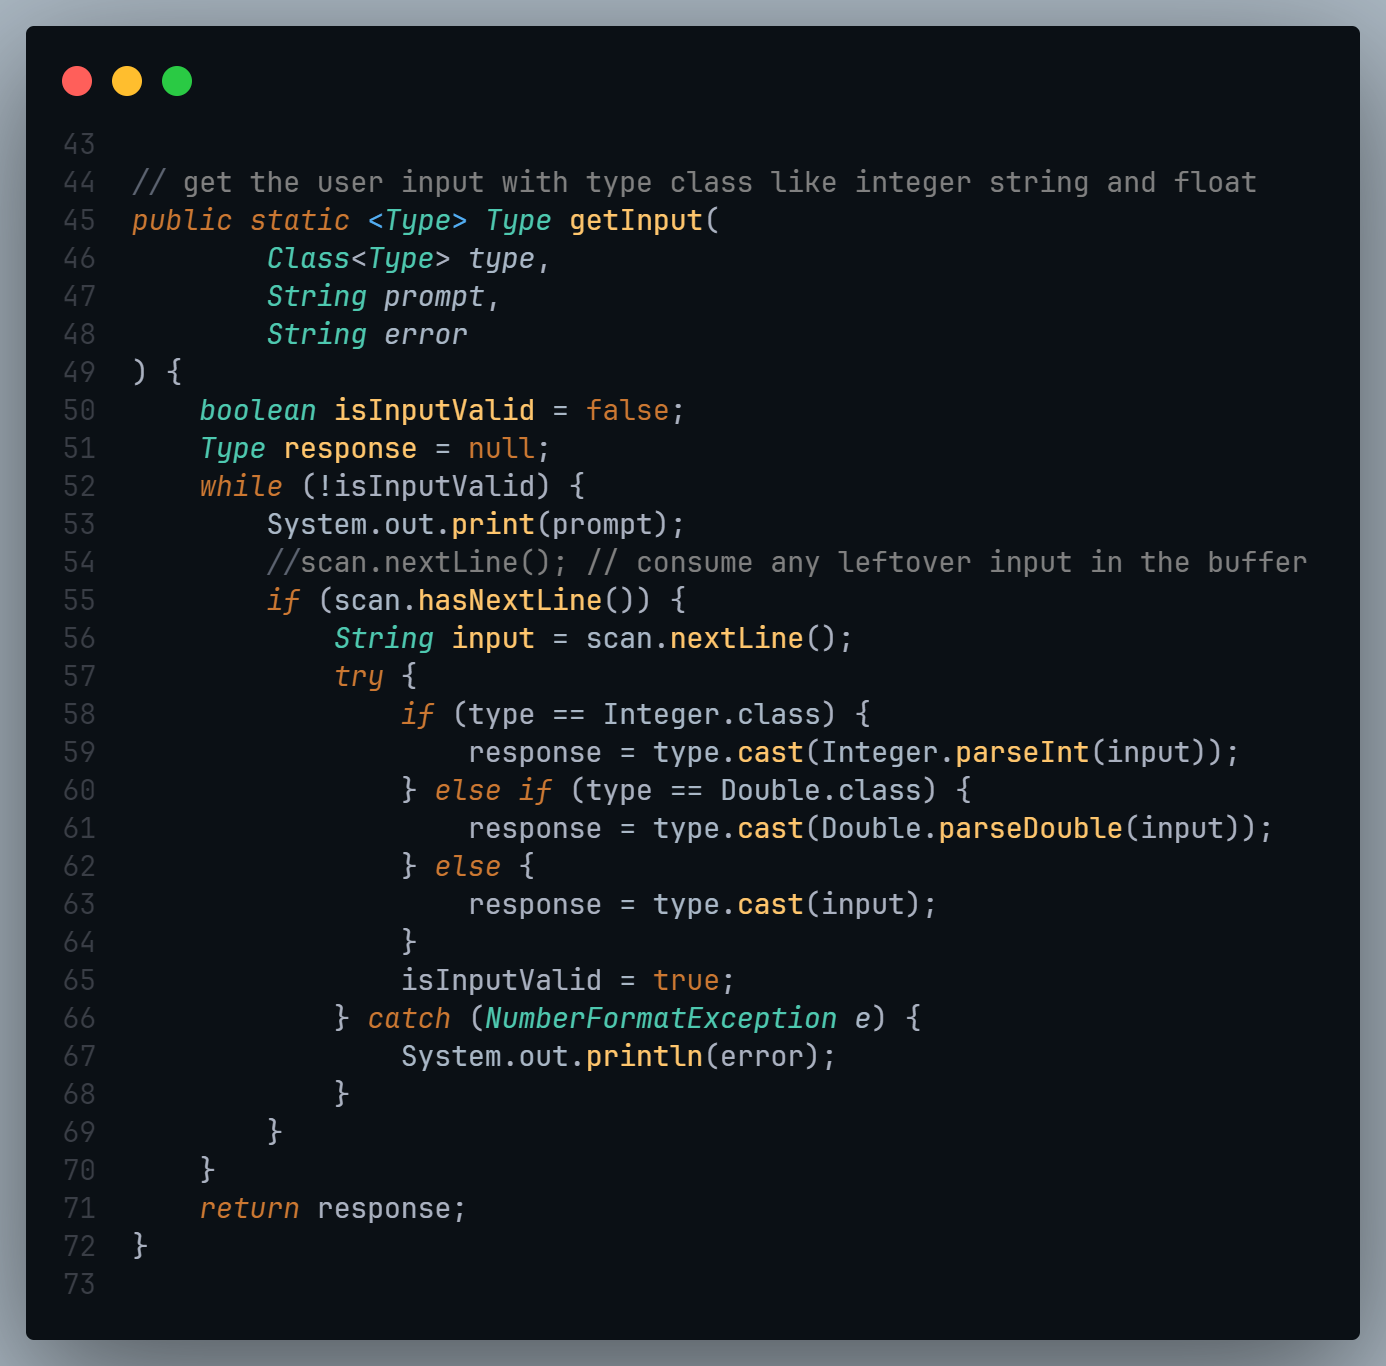 43
44 // get the user input with type class like integer string and float
45 public static <Type> Type getInput(
46         Class<Type> type,
47         String prompt,
48         String error
49 ) {
50     boolean isInputValid = false;
51     Type response = null;
52     while (!isInputValid) {
53         System.out.print(prompt);
54         //scan.nextLine(); // consume any leftover input in the buffer
55         if (scan.hasNextLine()) {
56             String input = scan.nextLine();
57             try {
58                 if (type == Integer.class) {
59                     response = type.cast(Integer.parseInt(input));
60                 } else if (type == Double.class) {
61                     response = type.cast(Double.parseDouble(input));
62                 } else {
63                     response = type.cast(input);
64                 }
65                 isInputValid = true;
66             } catch (NumberFormatException e) {
67                 System.out.println(error);
68             }
69         }
70     }
71     return response;
72 }
73